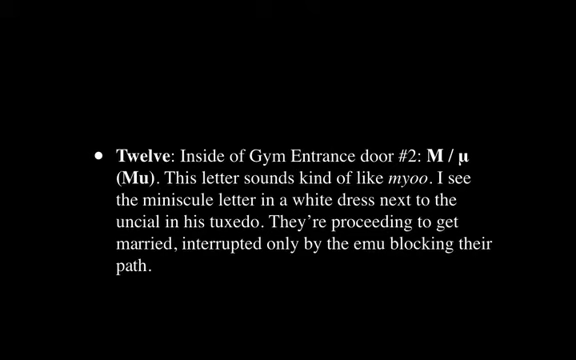 • Twelve: Inside of Gym Entrance door #2: M / μ
(Mu). This letter sounds kind of like myoo. I see
the miniscule letter in a white dress next to the
uncial in his tuxedo. They're proceeding to get
married, interrupted only by the emu blocking their
path.